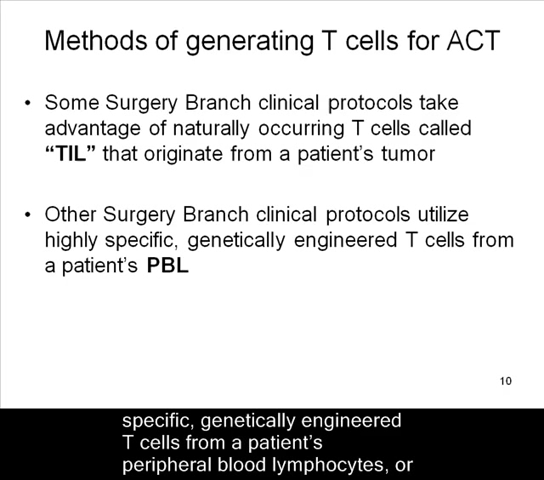 Methods of generating T cells for ACT
• Some Surgery Branch clinical protocols take
advantage of naturally occurring T cells called
“TIL” that originate from a patient’s tumor
• Other Surgery Branch clinical protocols utilize
highly specific, genetically engineered T cells from
a patient’s PBL
10
specific, genetically engineered
T cells from a patient’s
peripheral blood lymphocytes, or